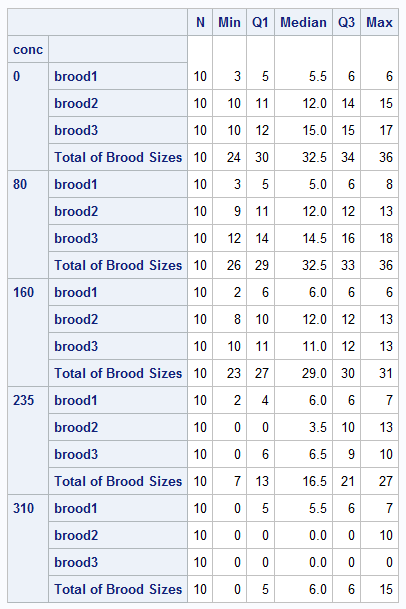 N Min Q1 Median Q3 Max
conc
0 brood1 10 3 5 5.5 6 6
brood2 10 10 11 12.0 14 15
brood3 10 10 12 15.0 15 17
Total of Brood Sizes 10 24 30 32.5 34 36
80 brood1 10 3 5 5.0 6 8
brood2 10 9 11 12.0 12 13
brood3 10 12 14 14.5 16 18
Total of Brood Sizes 10 26 29 32.5 33 36
160 brood1 10 2 6 6.0 6 6
brood2 10 8 10 12.0 12 13
brood3 10 10 11 11.0 12 13
Total of Brood Sizes 10 23 27 29.0 30 31
235 brood1 10 2 4 6.0 6 7
brood2 10 0 0 3.5 10 13
brood3 10 0 6 6.5 9 10
Total of Brood Sizes 10 7 13 16.5 21 27
310 brood1 10 0 5 5.5 6 7
brood2 10 0 0 0.0 0 10
brood3 10 0 0 0.0 0 0
Total of Brood Sizes 10 0 5 6.0 6 15